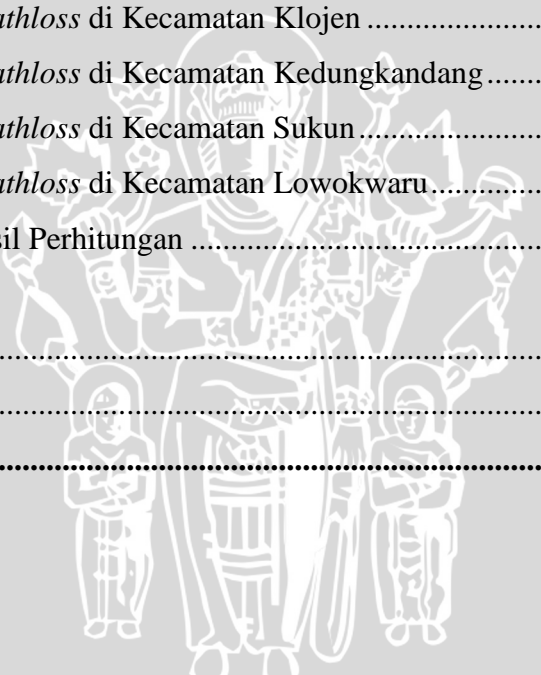 athloss di Kecamatan Klojen ....................
athloss di Kecamatan Kedungkandang.......
athloss di Kecamatan Sukun.....................
athloss di Kecamatan Lowokwaru.............
sil Perhitungan ..........................................